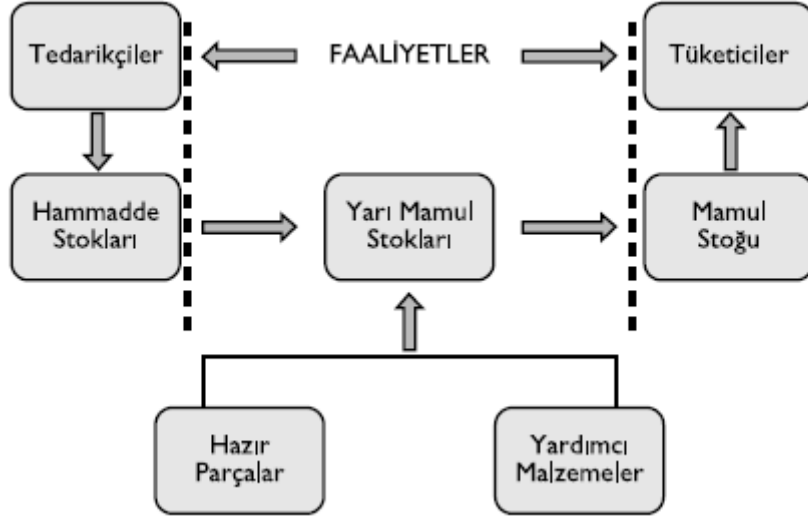 Tedarikçiler
FAALİYETLER
Tüketiciler
Hammadde
Stokları
Yarı Mamul
Stokları
Mamul
Stoğu
Hazır
Parçalar
Yardımcı
Malzemeler